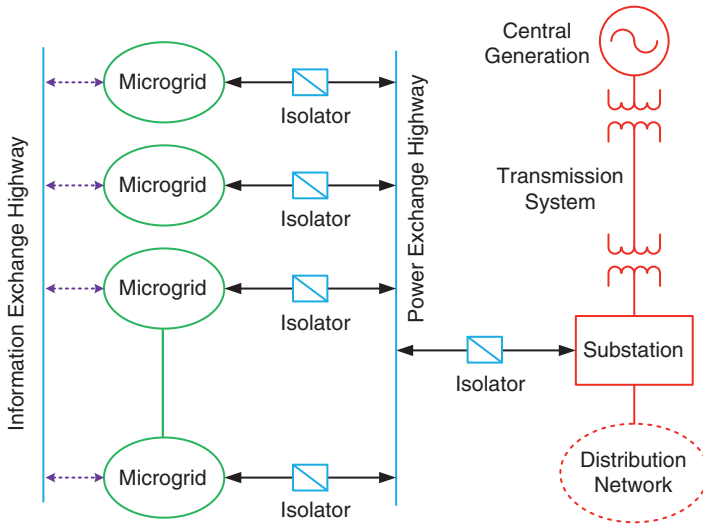 Central
Generation
Information Exchange Highway
Microgrid
Isolator
Power Exchange Highway
Microgrid
Isolator
Transmission
System
Microgrid
Isolator
Substation
Isolator
Microgrid
Isolator
Distribution
Network